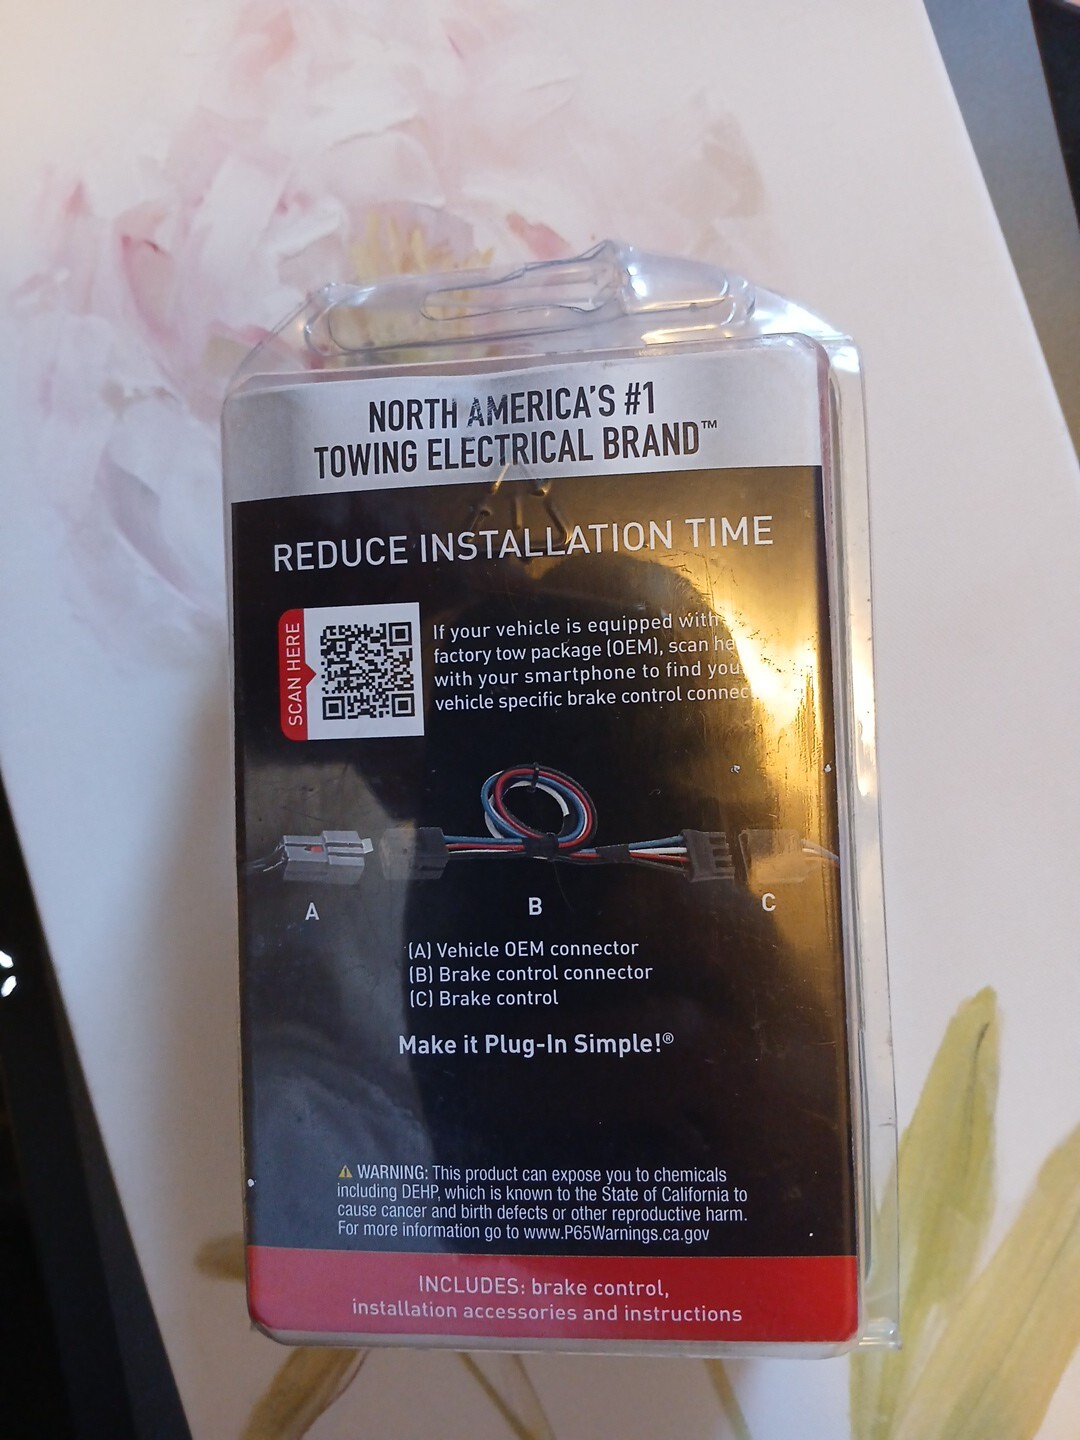 NORTH AMERICA'S #1
TOWING ELECTRICAL BRAND™
REDUCE INSTALLATION TIME
SCAN HERE
If your vehicle is equipped with
factory tow package (OEM), scan
with your smartphone to find
vehicle specific brake control
A
B
C
(A) Vehicle OEM connector
(B) Brake control connector
(C) Brake control
Make it Plug-In Simple!®
⚠ WARNING: This product can expose you to chemicals
including DEHP, which is known to the State of California to
cause cancer and birth defects or other reproductive harm.
For more information go to www.P65Warnings.ca.gov
INCLUDES: brake control,
installation accessories and instructions